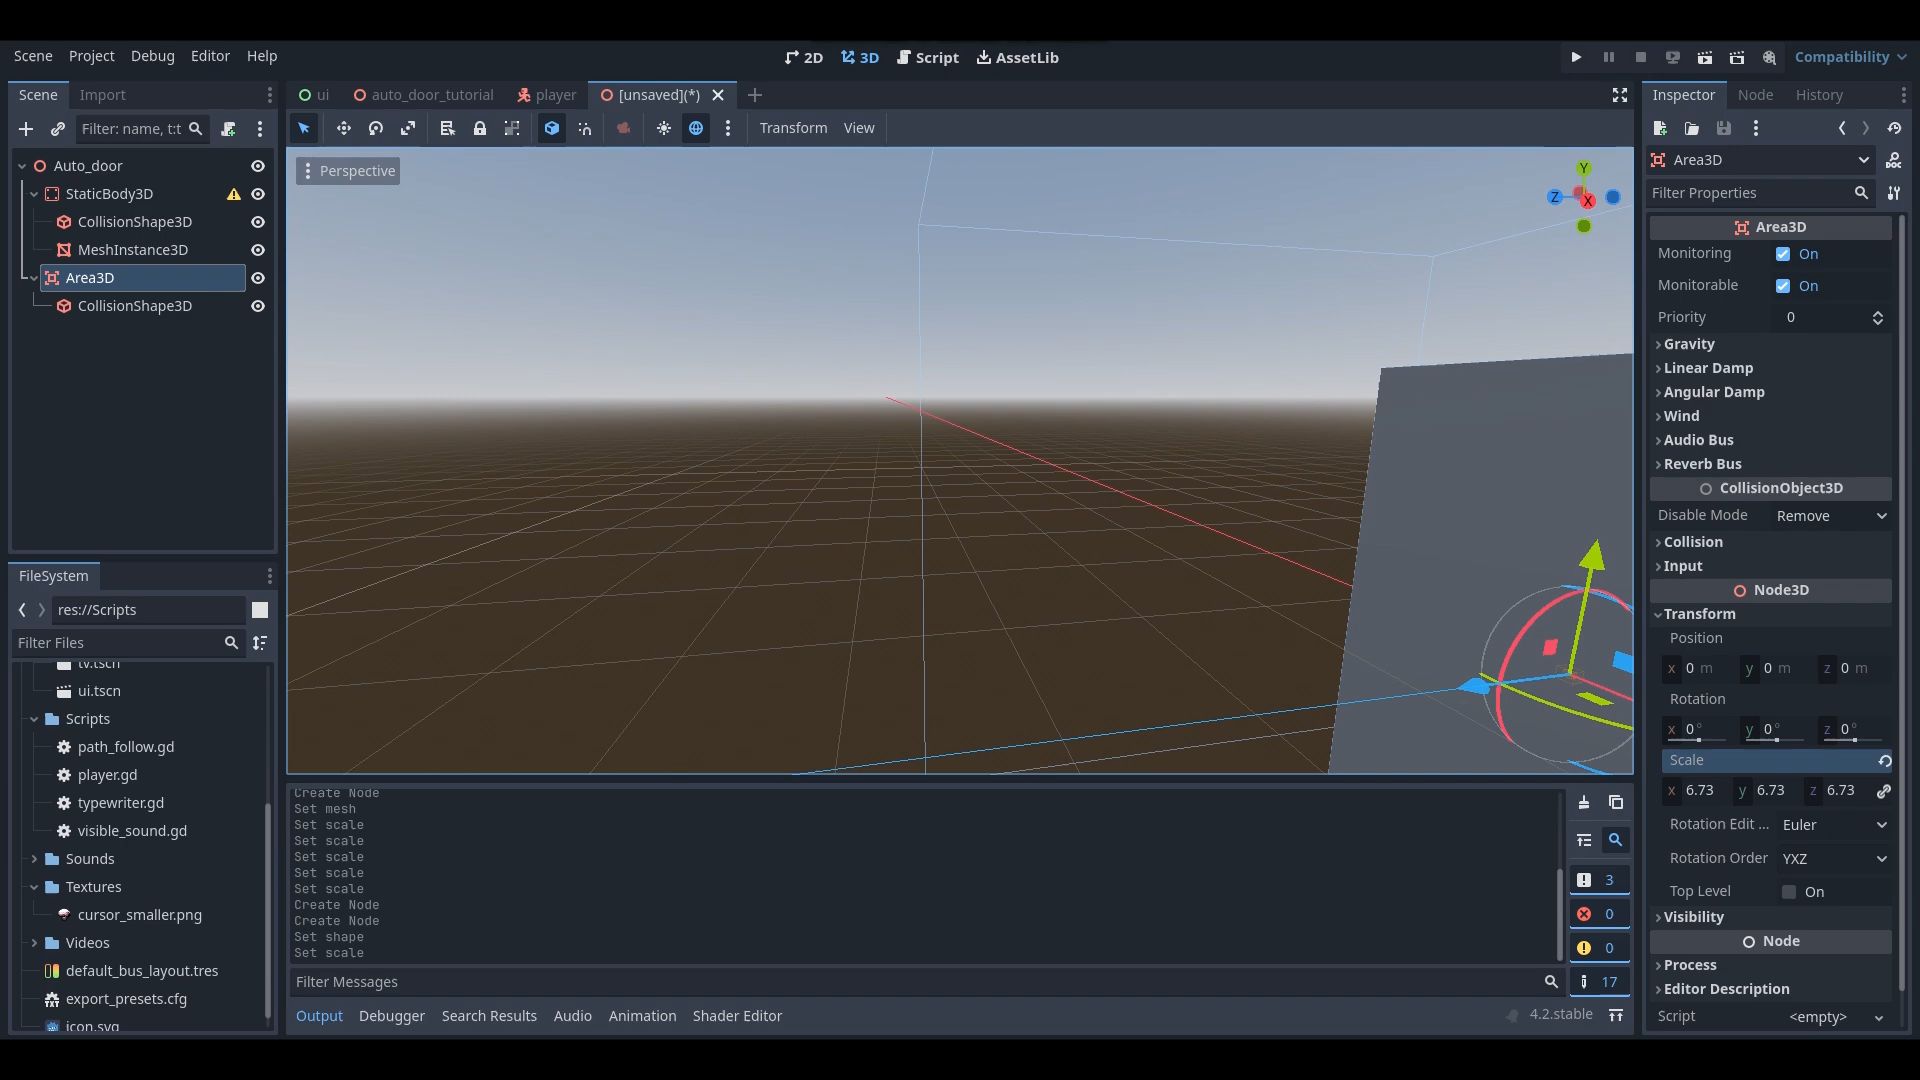 Scene Project Debug Editor Help
2D 3D Script AssetLib
Compatibility
Scene Import
ui auto_door_tutorial player [unsaved](*)
Inspector Node History
Filter: name, t:t
Transform View
Auto_door
StaticBody3D
CollisionShape3D
MeshInstance3D
Area3D
CollisionShape3D
Perspective
Y
Z X
FileSystem
res://Scripts
Filter Files
tv.tscn
ui.tscn
Scripts
path_follow.gd
player.gd
typewriter.gd
visible_sound.gd
Sounds
Textures
cursor_smaller.png
Videos
default_bus_layout.tres
export_presets.cfg
icon.svg
Create Node
Set mesh
Set scale
Set scale
Set scale
Set scale
Set scale
Create Node
Create Node
Set shape
Set scale
Filter Messages
3
0
0
17
Output Debugger Search Results Audio Animation Shader Editor
4.2.stable
Area3D
Filter Properties
Area3D
Monitoring On
Monitorable On
Priority 0
Gravity
Linear Damp
Angular Damp
Wind
Audio Bus
Reverb Bus
CollisionObject3D
Disable Mode Remove
Collision
Input
Node3D
Transform
Position
x 0 m y 0 m z 0 m
Rotation
x 0° y 0° z 0°
Scale
x 6.73 y 6.73 z 6.73
Rotation Edit ... Euler
Rotation Order YXZ
Top Level On
Visibility
Node
Process
Editor Description
Script <empty>